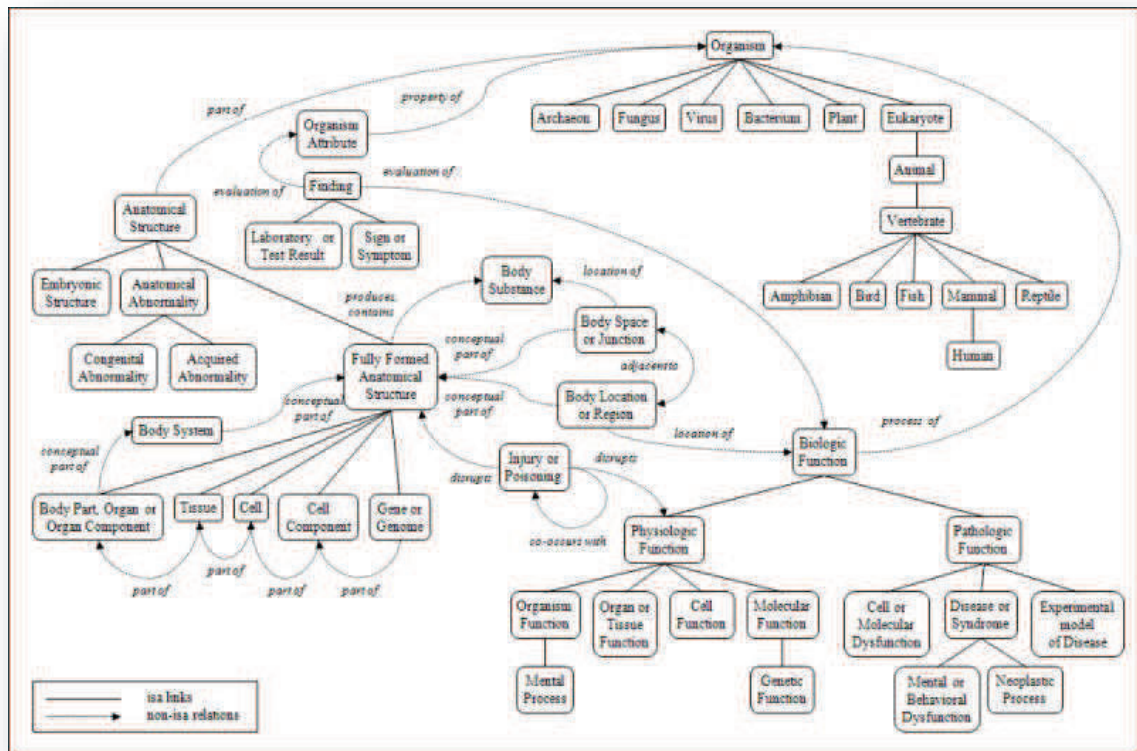 Organism
part of
property of
Archaeon
Fungus
Virus
Bacterium
Plant
Eukaryote
Organism
Attribute
evaluation of
evaluation of
Finding
Animal
Anatomical
Structure
Laboratory or
Test Result
Sign or
Symptom
Vertebrate
Embryonic
Structure
Anatomical
Abnormality
produces
contains
Body
Substance
location of
Amphibian
Bird
Fish
Mammal
Reptile
Congenital
Abnormality
Acquired
Abnormality
Fully Formed
Anatomical
Structure
conceptual
part of
Body Space
or Junction
adjacent to
Human
conceptual
part of
conceptual
part of
Body Location
or Region
Body System
conceptual
part of
location of
process of
Biologic
Function
disrupts
Injury or
Poisoning
disrupts
Body Part, Organ or
Organ Component
Tissue
Cell
Cell
Component
Gene or
Genome
co-occurs with
Physiologic
Function
Pathologic
Function
part of
part of
part of
part of
Organism
Function
Organ or
Tissue
Function
Cell
Function
Molecular
Function
Cell or
Molecular
Dysfunction
Disease or
Syndrome
Experimental
model
of Disease
Mental
Process
Genetic
Function
Mental or
Behavioral
Dysfunction
Neoplastic
Process
isa links
non-isa relations